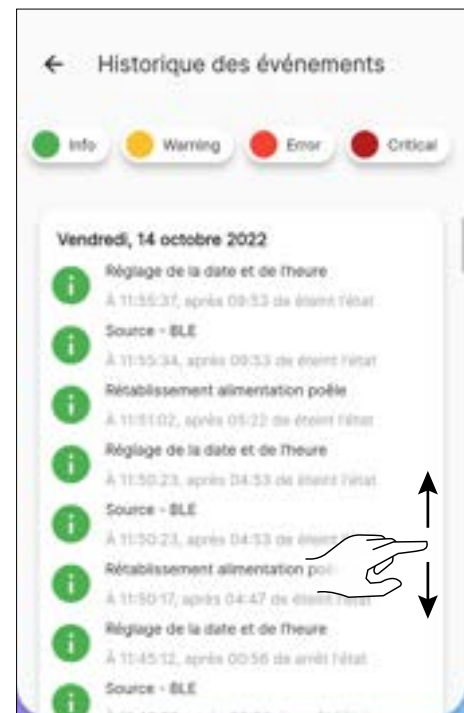 Historique des événements
Info Warning Error Critical
Vendredi, 14 octobre 2022
Réglage de la date et de l'heure
À 11:55:37, après 09:53 de éteint l'état
Source - BLE
À 11:55:34, après 09:53 de éteint l'état
Rétablissement alimentation poêle
À 11:51:02, après 05:22 de éteint l'état
Réglage de la date et de l'heure
À 11:50:23, après 04:53 de éteint l'état
Source - BLE
À 11:50:23, après 04:53 de
Rétablissement alimentation
À 11:50:17, après 04:47 de éteint l'état
Réglage de la date et de l'heure
À 11:45:12, après 00:56 de arrêt l'état
Source - BLE